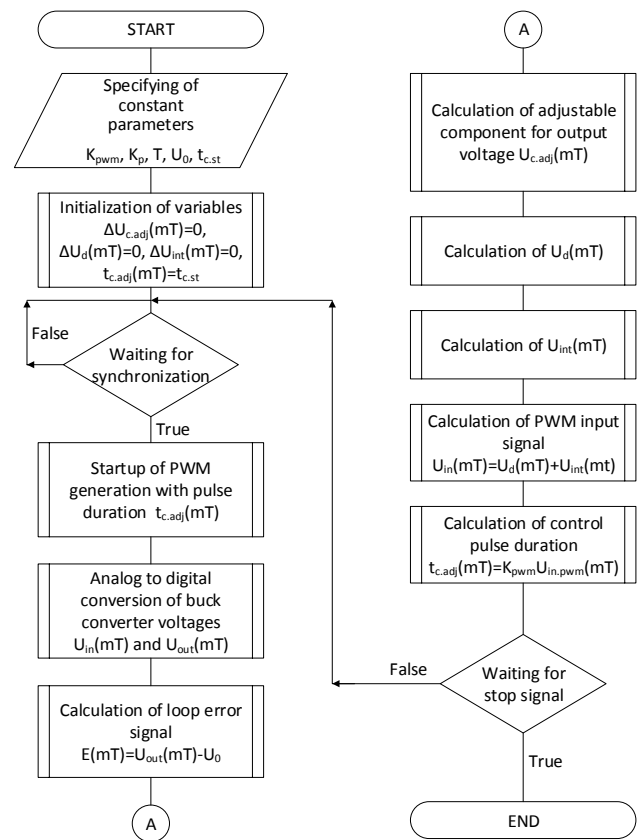 START
Specifying of
constant
parameters
Kpwm, Kp, T, U0, tc.st
Initialization of variables
ΔUc.adj(mT)=0,
ΔUd(mT)=0, ΔUint(mT)=0,
tc.adj(mT)=tc.st
False
Waiting for
synchronization
True
Startup of PWM
generation with pulse
duration tc.adj(mT)
Analog to digital
conversion of buck
converter voltages
Uin(mT) and Uout(mT)
Calculation of loop error
signal
E(mT)=Uout(mT)-U0
A
A
Calculation of adjustable
component for output
voltage Uc.adj(mT)
Calculation of Ud(mT)
Calculation of Uint(mT)
Calculation of PWM input
signal
Uin(mT)=Ud(mT)+Uint(mt)
Calculation of control
pulse duration
tc.adj(mT)=KpwmUin.pwm(mT)
False
Waiting for
stop signal
True
END